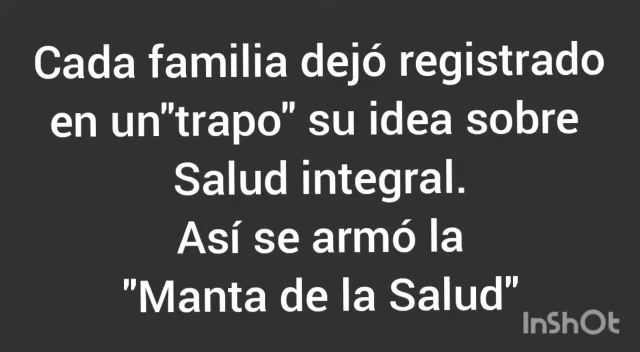 Cada familia dejó registrado
en un"trapo" su idea sobre
Salud integral.
Así se armó la
"Manta de la Salud"
InShOt